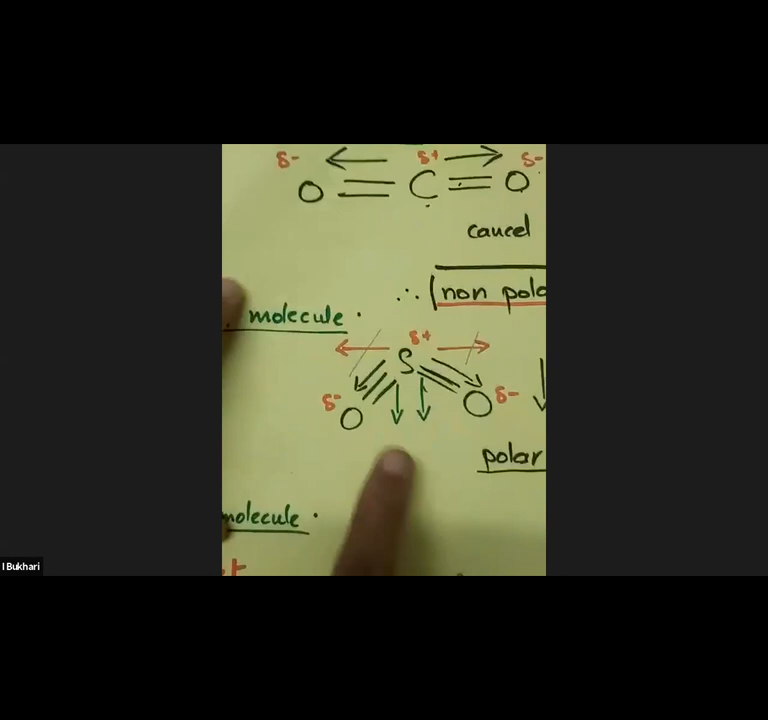 δ- δ+ δ-
O = C = O
cancel
∴ non pola
molecule.
δ+
S
δ- O O δ-
polar
molecule.
I Bukhari